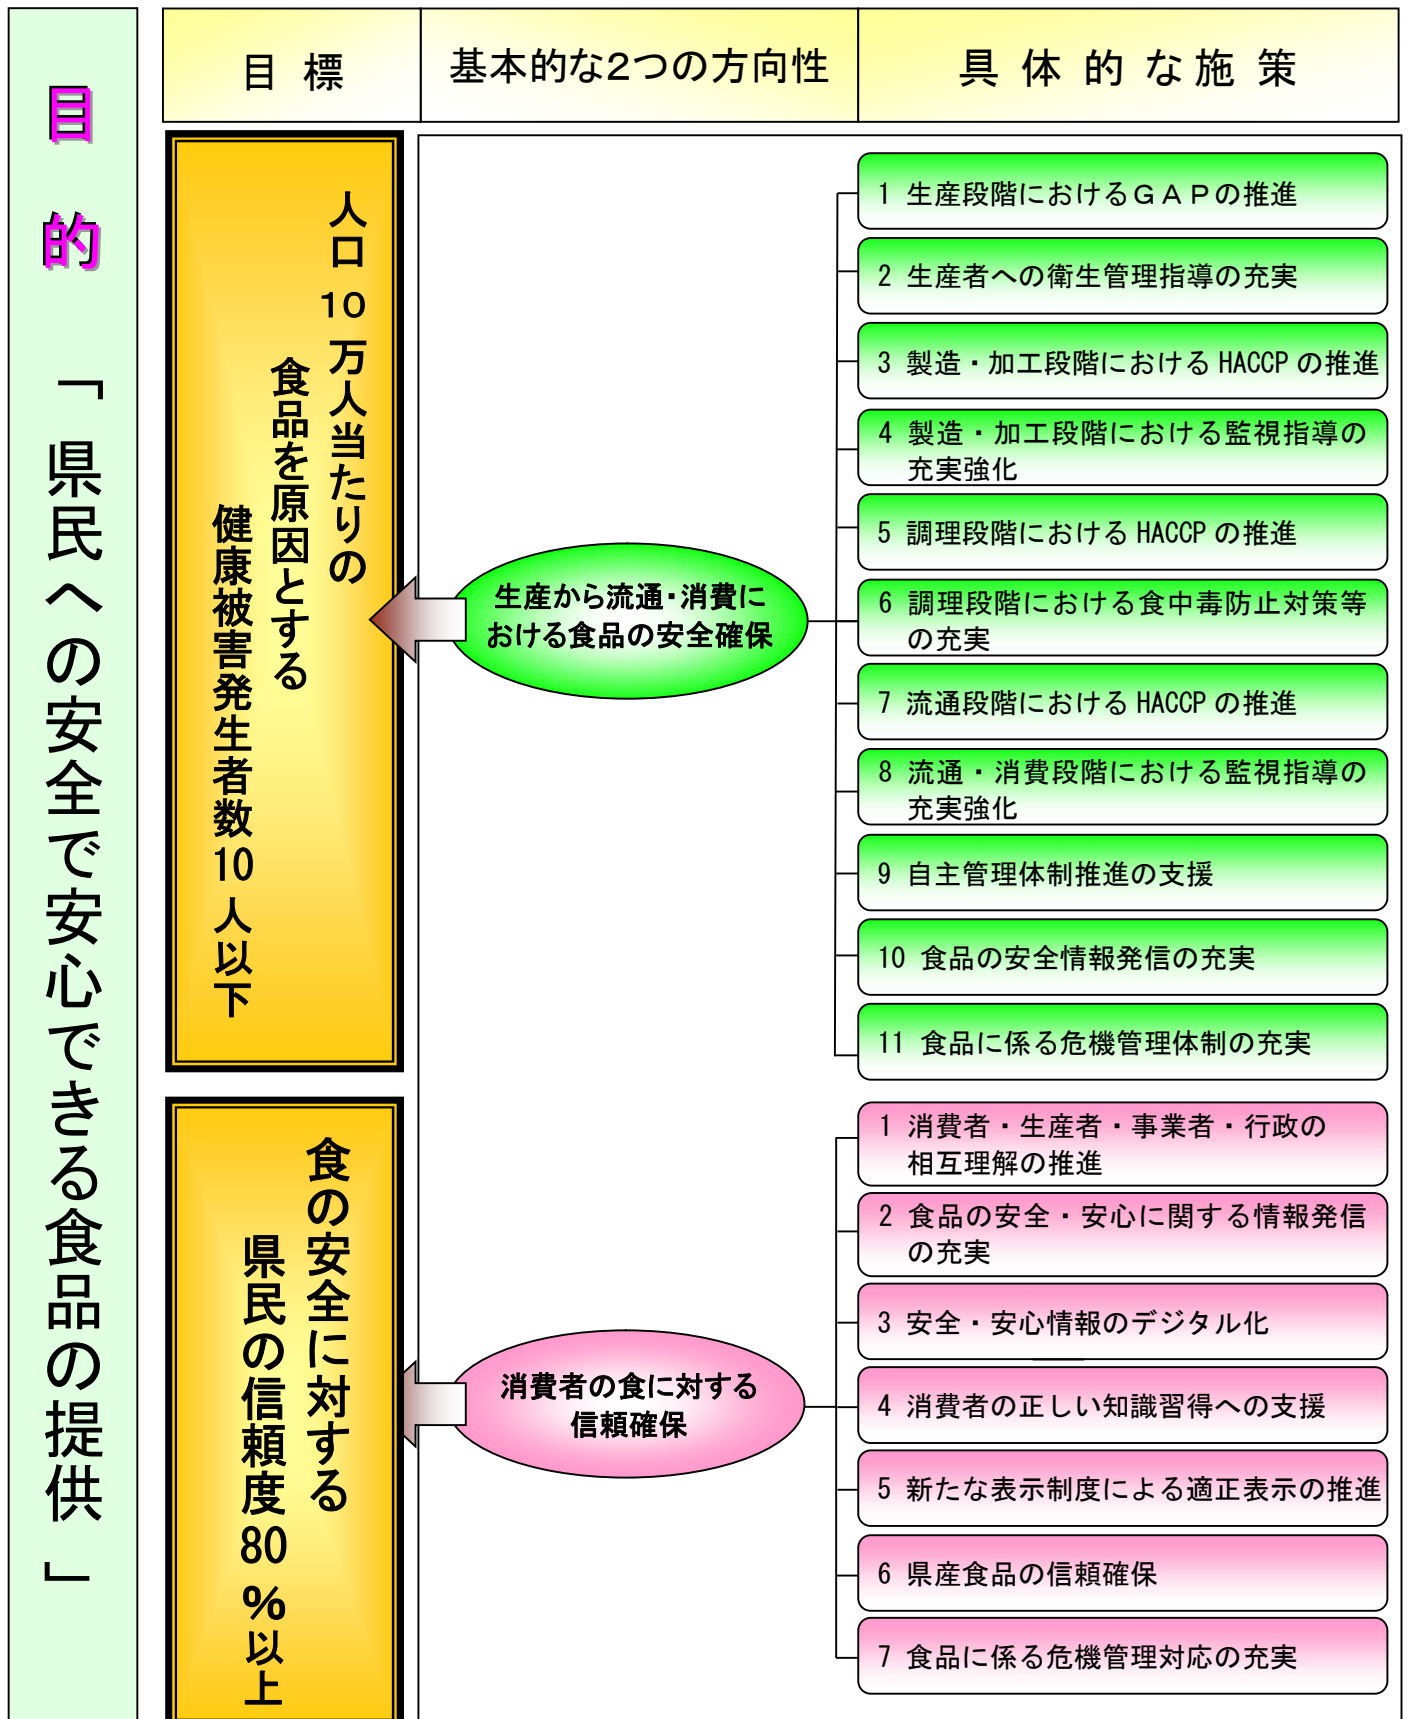 目的
「県民への安全で安心できる食品の提供」
目 標
基本的な2つの方向性
具 体 的 な 施 策
人口10万人当たりの
食品を原因とする
健康被害発生者数10人以下
生産から流通・消費に
おける食品の安全確保
1 生産段階におけるＧＡＰの推進
2 生産者への衛生管理指導の充実
3 製造・加工段階における HACCP の推進
4 製造・加工段階における監視指導の
充実強化
5 調理段階における HACCP の推進
6 調理段階における食中毒防止対策等
の充実
7 流通段階における HACCP の推進
8 流通・消費段階における監視指導の
充実強化
9 自主管理体制推進の支援
10 食品の安全情報発信の充実
11 食品に係る危機管理体制の充実
食の安全に対する
県民の信頼度80％以上
消費者の食に対する
信頼確保
1 消費者・生産者・事業者・行政の
相互理解の推進
2 食品の安全・安心に関する情報発信
の充実
3 安全・安心情報のデジタル化
4 消費者の正しい知識習得への支援
5 新たな表示制度による適正表示の推進
6 県産食品の信頼確保
7 食品に係る危機管理対応の充実